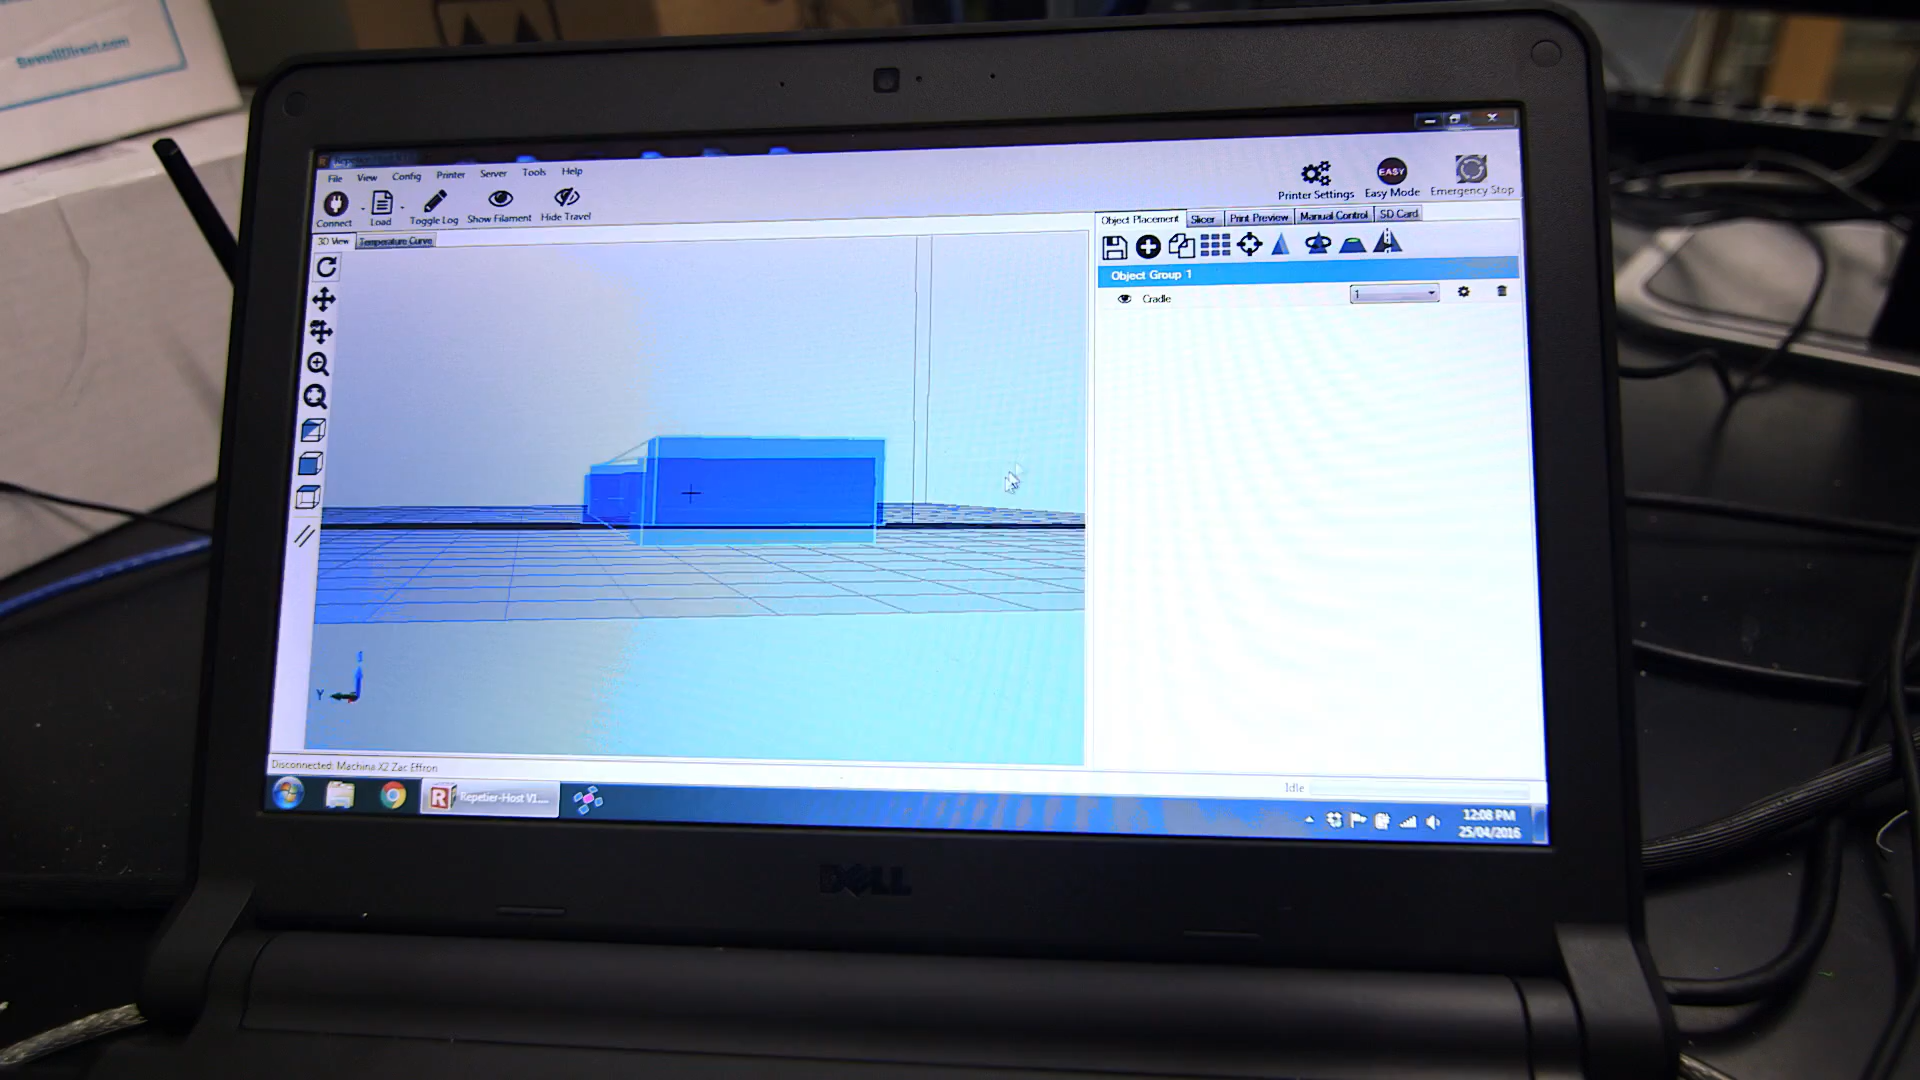 SewellDirect.com
File View Config Printer Server Tools Help
Connect Load Toggle Log Show Filament Hide Travel
Printer Settings EASY Easy Mode Emergency Stop
3D View Temperature Curve
Object Placement Slicer Print Preview Manual Control SD Card
Object Group 1
Cradle 1
Y
Disconnected: Machina X2 Zac Effron
Idle
R Repetier-Host V1....
12:08 PM
25/04/2016
DELL